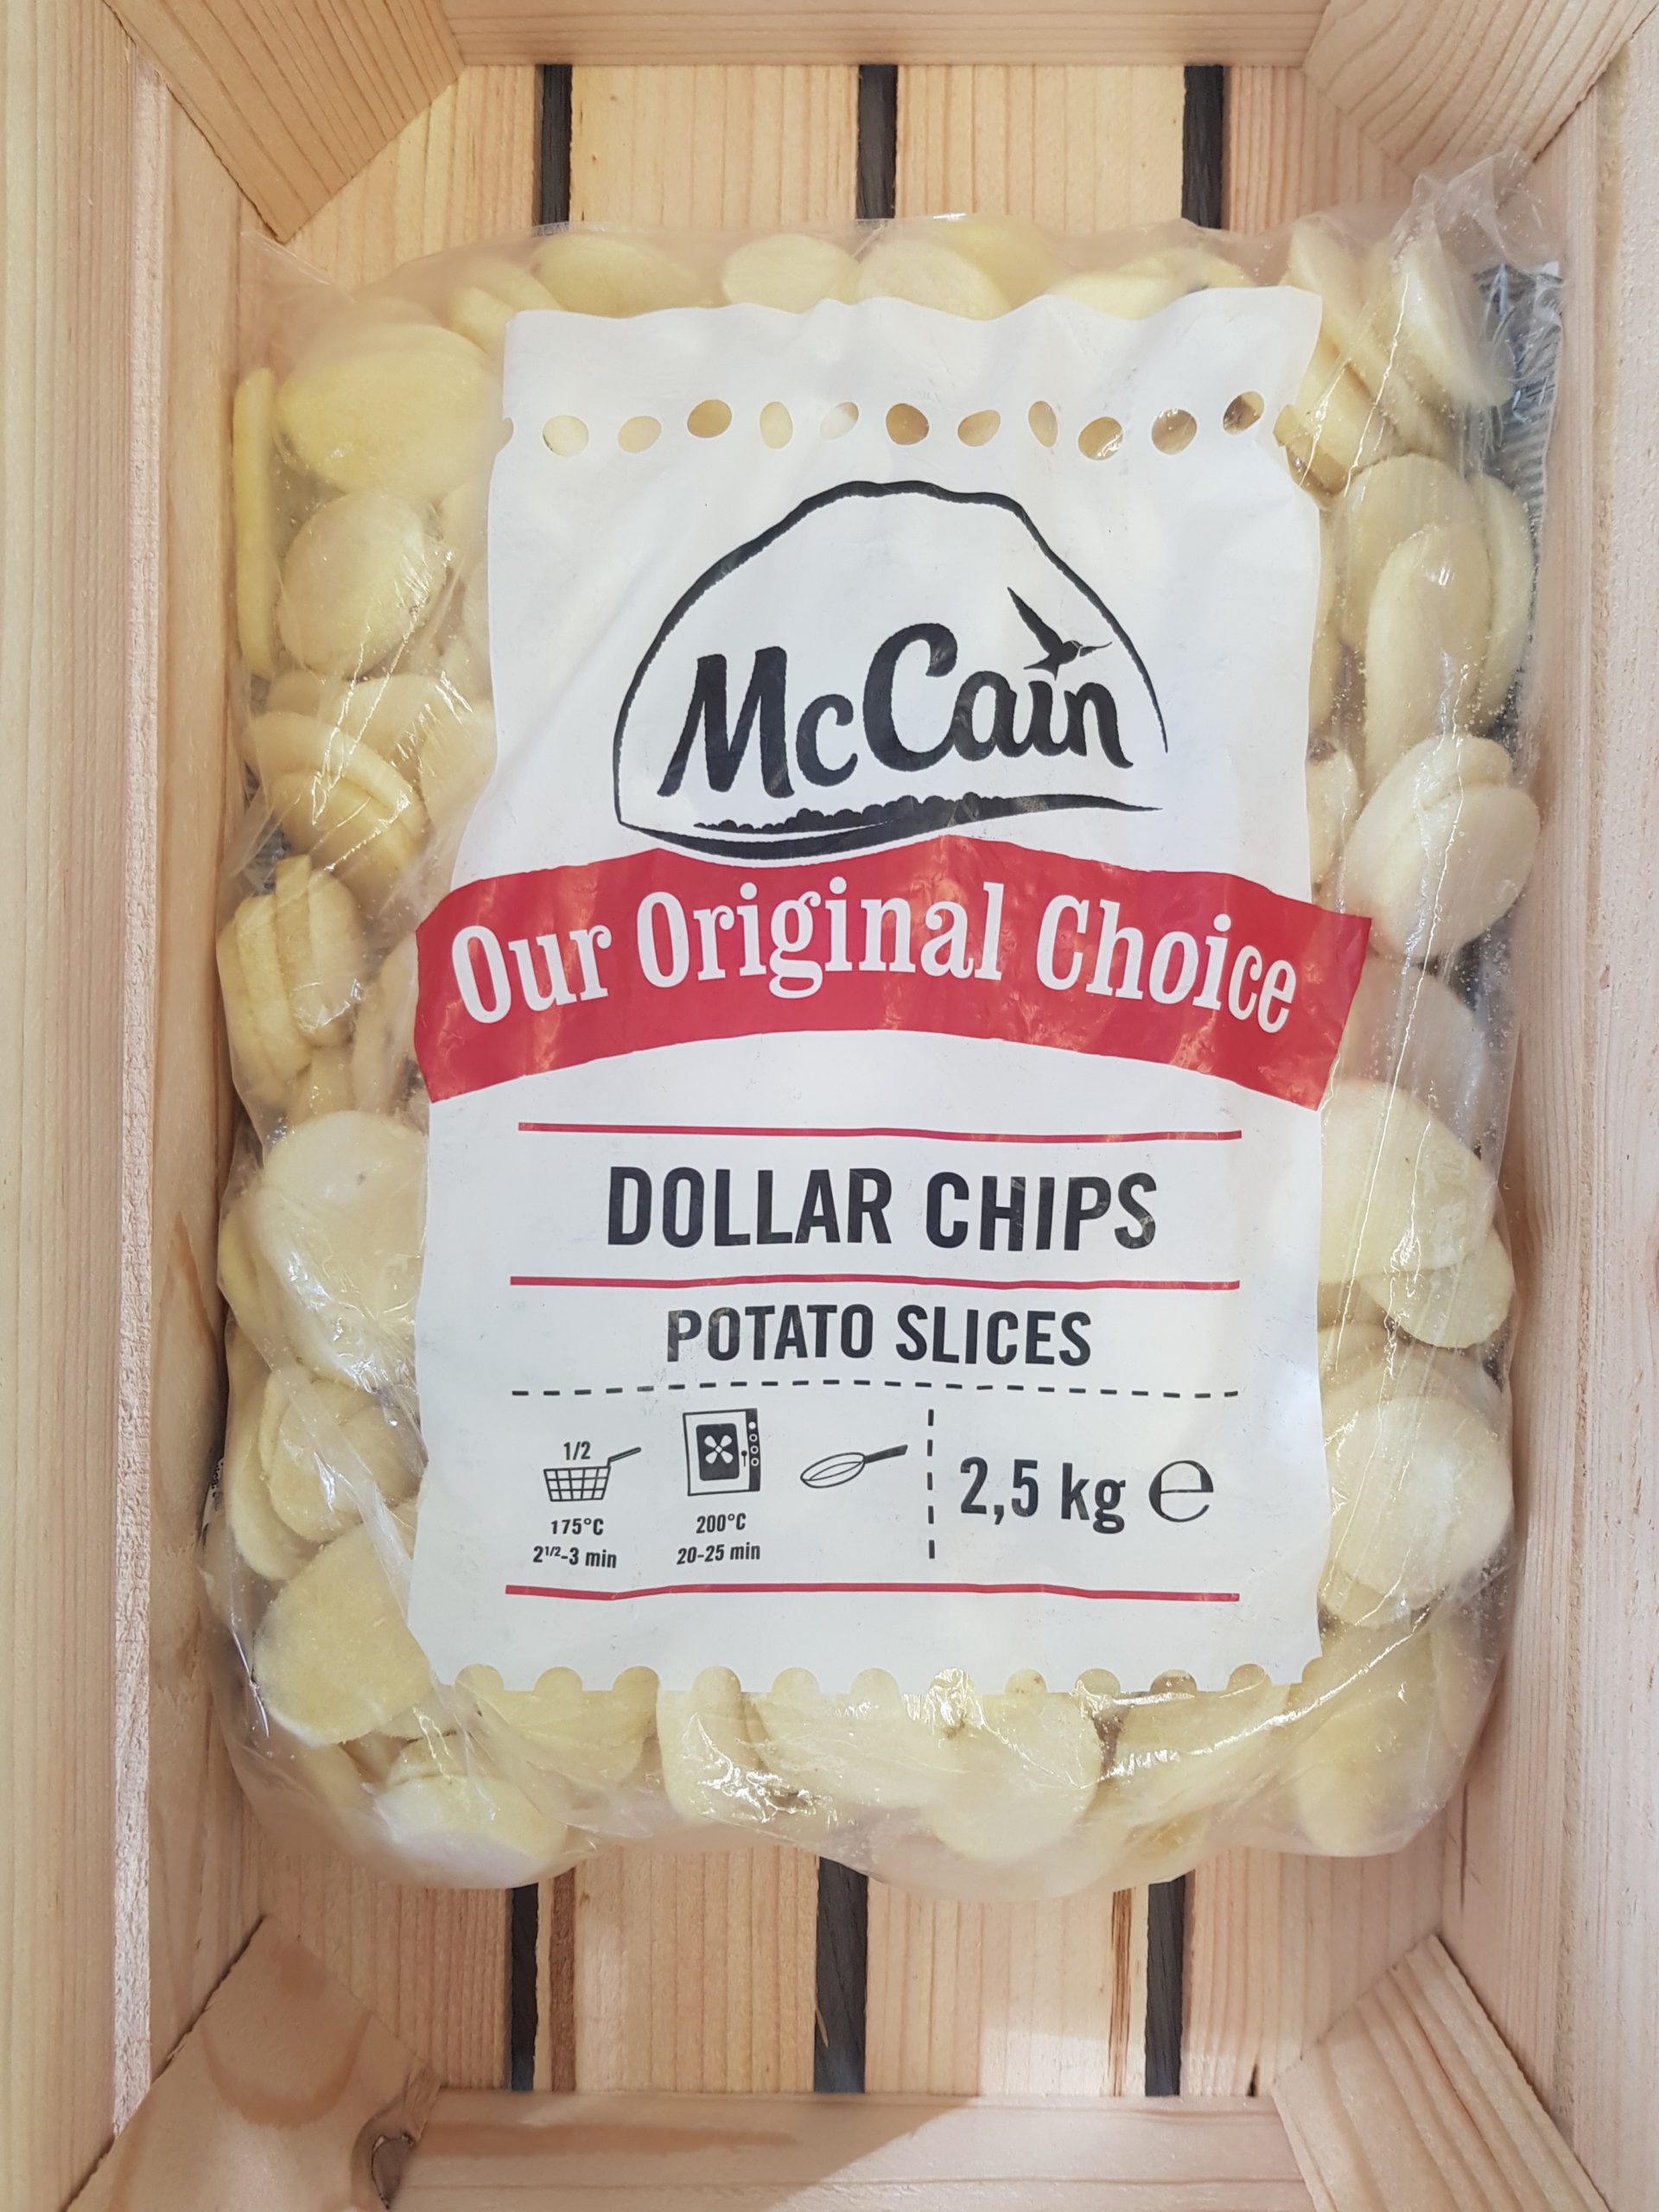 McCain
Our Original Choice
DOLLAR CHIPS
POTATO SLICES
1/2
175°C
2 1/2-3 min
200°C
20-25 min
2,5 kg ℮